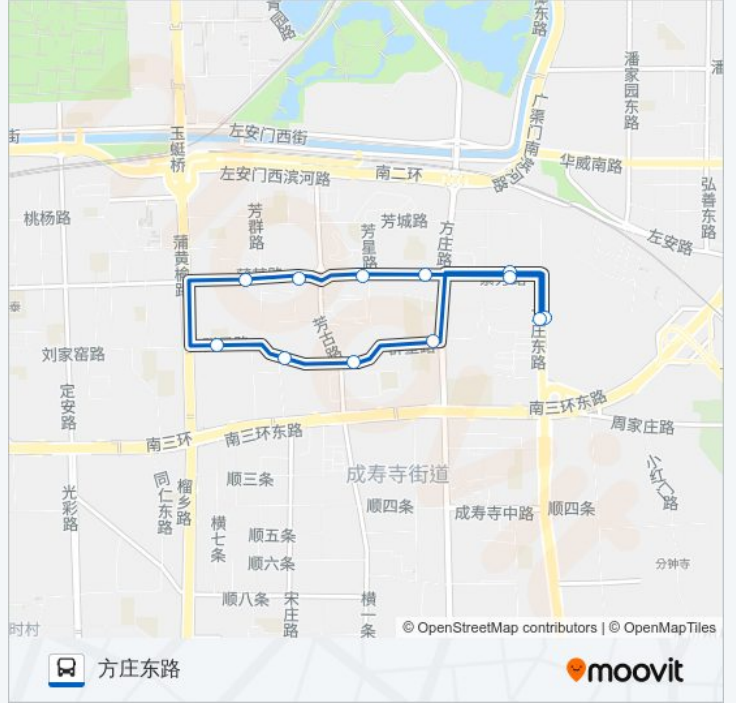 青园路
东路
潘家园东路
潘
街
玉蜓桥
左安门西街
广渠门南滨河路
华威南路
左安门西滨河路
南二环
弘善东路
桃杨路
芳群路
芳城路
方庄路
芳星路
蒲黄榆路
左安路
刘家窑路
芳古路
庄东路
定安路
南三环东路
周家庄路
南三环
南三环东路
成寿寺街道
小红门路
光彩路
同仁东路
榴乡路
顺三条
顺四条
成寿寺中路
顺四条
横七条
顺五条
顺六条
分钟寺
顺八条
宋庄路
横一条
时村
© OpenStreetMap contributors | © OpenMapTiles
方庄东路
moovit